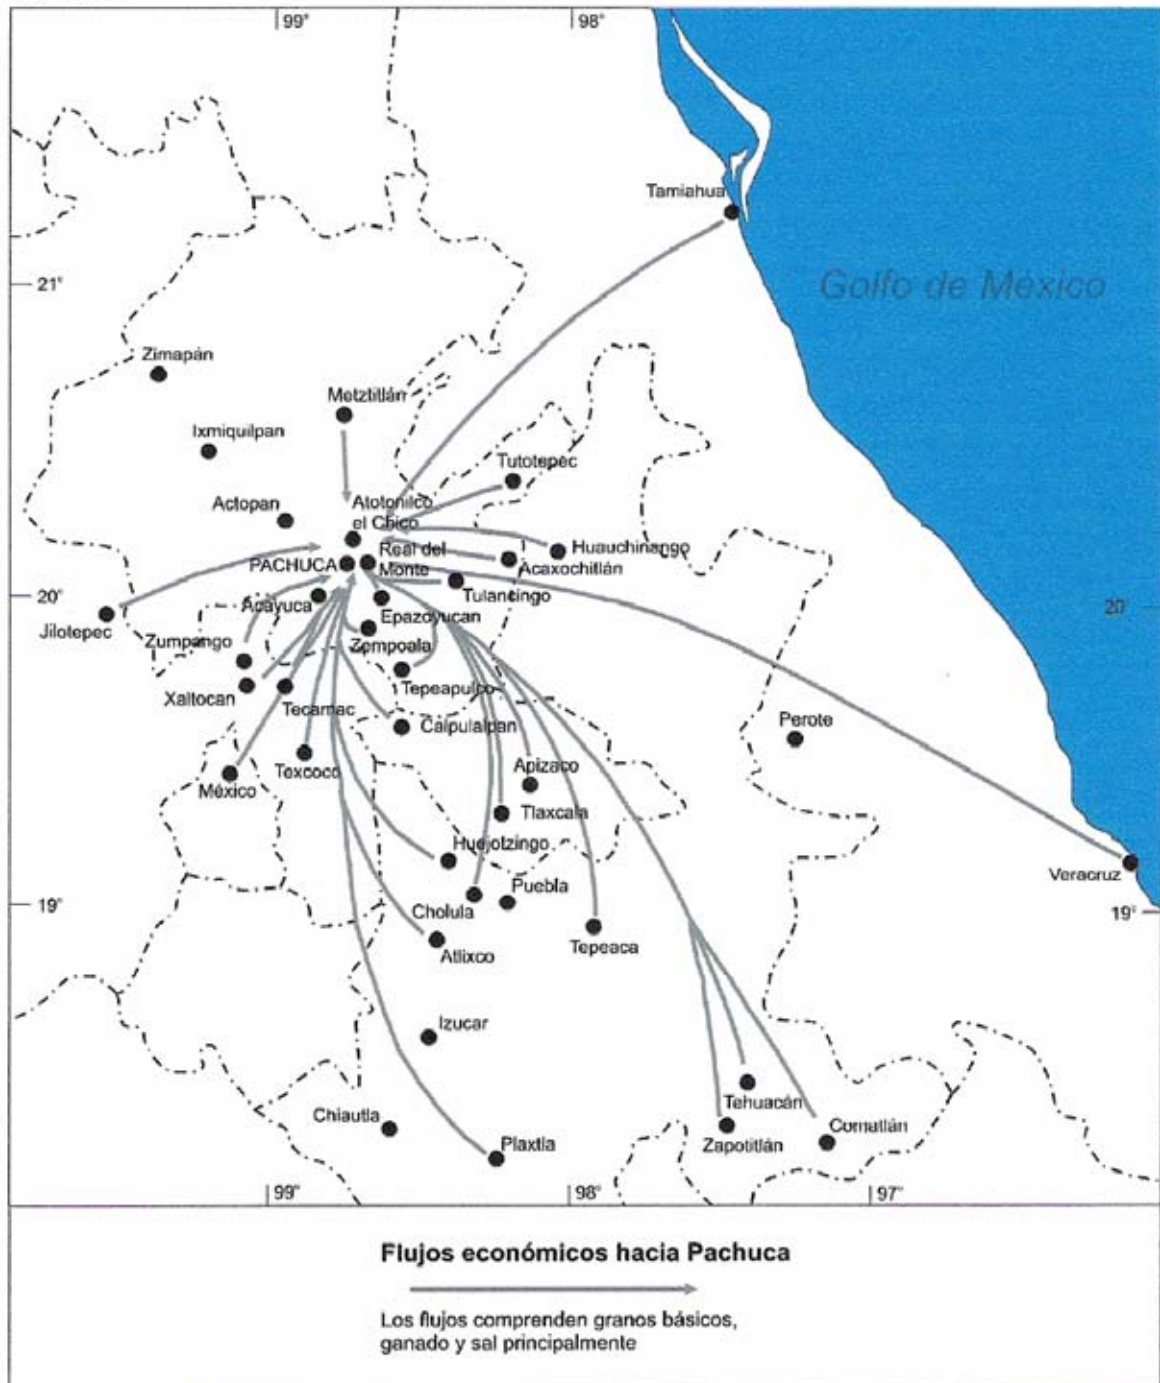 99°
98°
Tamiahua
Golfo de México
21°
Zimapán
Metztitlán
Ixmiquilpan
Tutotepec
Actopan
Atotonilco
el Chico
Huauchinango
PACHUCA
Real del
Monte
Acaxochitlán
Tulancingo
20°
20°
Acayuca
Epazoyucan
Jilotepec
Zumpango
Zempoala
Tepeapulco
Xaltocan
Tecamac
Calpulalpan
Perote
Texcoco
México
Apizaco
Tlaxcala
Huejotzingo
Veracruz
Puebla
Cholula
19°
19°
Tepeaca
Atlixco
Izucar
Tehuacán
Chiautla
Zapotitlán
Comatlán
Piaxtla
99°
98°
97°
Flujos económicos hacia Pachuca
Los flujos comprenden granos básicos,
ganado y sal principalmente